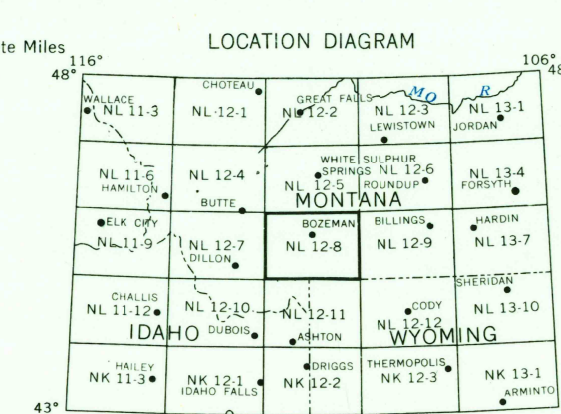 te Miles
LOCATION DIAGRAM
116° 106°
48° 48
CHOTEAU
WALLACE GREAT FALLS MO R
NL 11-3 NL 12-1 NL 12-2 NL 12-3 NL 13-1
LEWISTOWN JORDAN
WHITE SULPHUR
NL 11-6 NL 12-4 SPRINGS NL 12-6 NL 13-4
HAMILTON NL 12-5 ROUNDUP FORSYTH
BUTTE MONTANA
ELK CITY BOZEMAN BILLINGS HARDIN
NL 11-9 NL 12-7 NL 12-8 NL 12-9 NL 13-7
DILLON
SHERIDAN
CHALLIS NL 12-10 CODY
NL 11-12 NL 12-11 NL 12-12 NL 13-10
IDAHO DUBOIS ASHTON WYOMING
HAILEY DRIGGS THERMOPOLIS
NK 11-3 NK 12-1 NK 12-2 NK 12-3 NK 13-1
IDAHO FALLS ARMINTO
43°